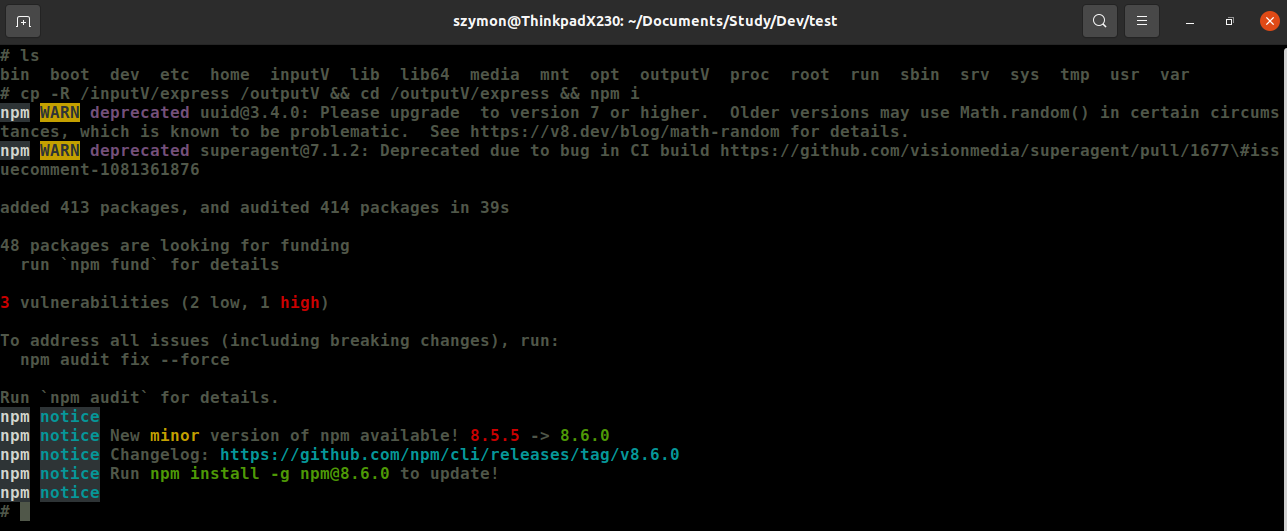 szymon@ThinkpadX230: ~/Documents/Study/Dev/test
# ls
bin  boot  dev  etc  home  inputV  lib  lib64  media  mnt  opt  outputV  proc  root  run  sbin  srv  sys  tmp  usr  var
# cp -R /inputV/express /outputV && cd /outputV/express && npm i
npm WARN deprecated uuid@3.4.0: Please upgrade  to version 7 or higher.  Older versions may use Math.random() in certain circums
tances, which is known to be problematic.  See https://v8.dev/blog/math-random for details.
npm WARN deprecated superagent@7.1.2: Deprecated due to bug in CI build https://github.com/visionmedia/superagent/pull/1677\#iss
uecomment-1081361876
added 413 packages, and audited 414 packages in 39s
48 packages are looking for funding
  run `npm fund` for details
3 vulnerabilities (2 low, 1 high)
To address all issues (including breaking changes), run:
  npm audit fix --force
Run `npm audit` for details.
npm notice
npm notice New minor version of npm available! 8.5.5 -> 8.6.0
npm notice Changelog: https://github.com/npm/cli/releases/tag/v8.6.0
npm notice Run npm install -g npm@8.6.0 to update!
npm notice
#